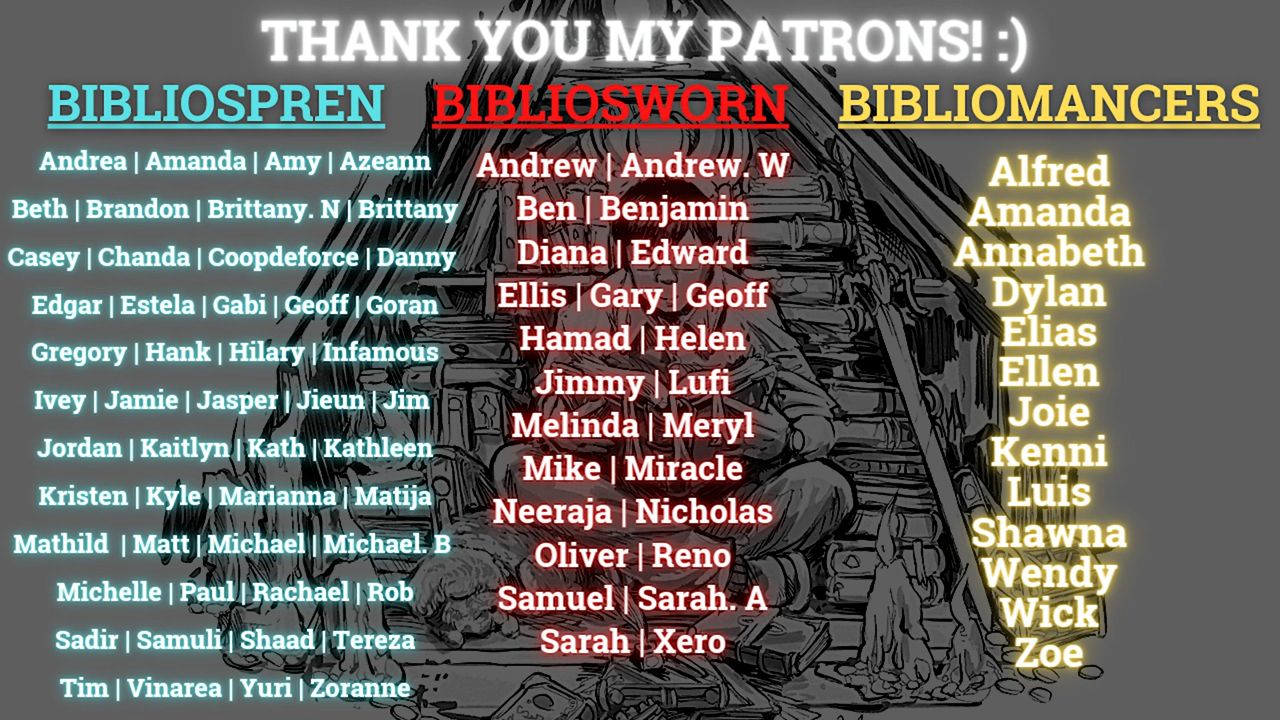 THANK YOU MY PATRONS! :)
BIBLIOSPREN
Andrea | Amanda | Amy | Azeann
Beth | Brandon | Brittany. N | Brittany
Casey | Chanda | Coopdeforce | Danny
Edgar | Estela | Gabi | Geoff | Goran
Gregory | Hank | Hilary | Infamous
Ivey | Jamie | Jasper | Jieun | Jim
Jordan | Kaitlyn | Kath | Kathleen
Kristen | Kyle | Marianna | Matija
Mathild | Matt | Michael | Michael. B
Michelle | Paul | Rachael | Rob
Sadir | Samuli | Shaad | Tereza
Tim | Vinarea | Yuri | Zoranne
BIBLIOSWORN
Andrew | Andrew. W
Ben | Benjamin
Diana | Edward
Ellis | Gary | Geoff
Hamad | Helen
Jimmy | Lufi
Melinda | Meryl
Mike | Miracle
Neeraja | Nicholas
Oliver | Reno
Samuel | Sarah. A
Sarah | Xero
BIBLIOMANCERS
Alfred
Amanda
Annabeth
Dylan
Elias
Ellen
Joie
Kenni
Luis
Shawna
Wendy
Wick
Zoe